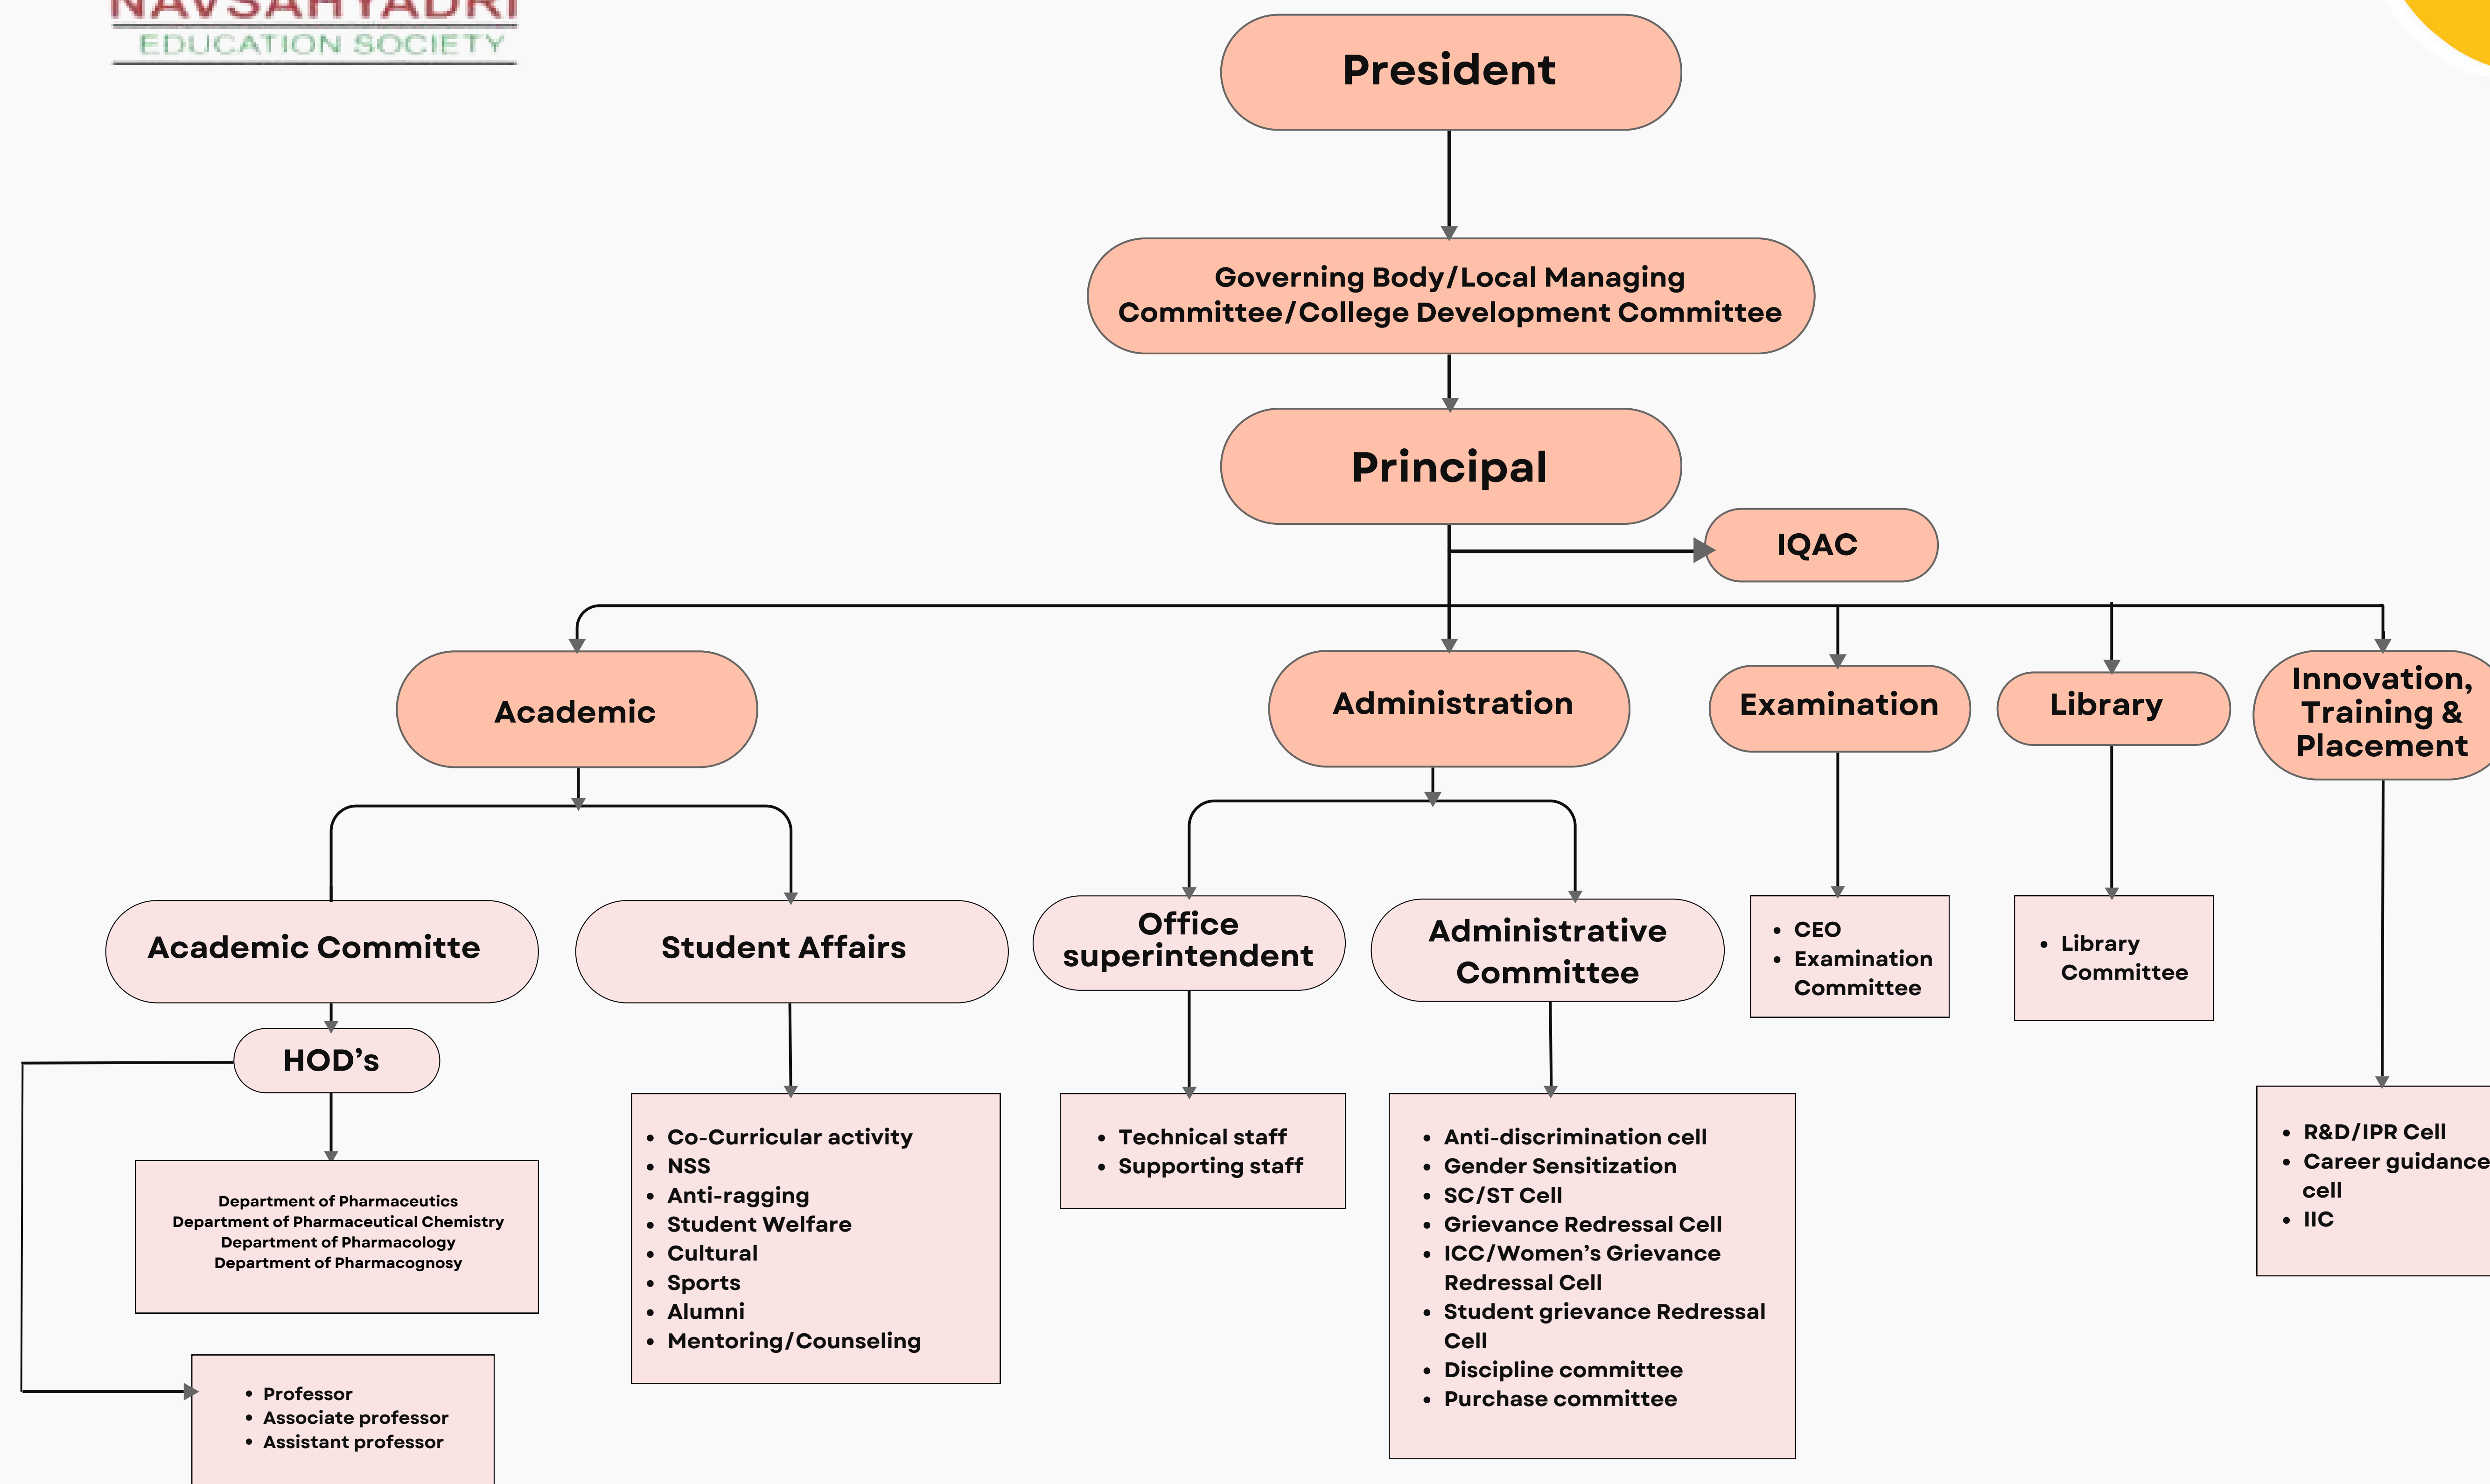 NAVSAHYADRI
EDUCATION SOCIETY
President
Governing Body/Local Managing
Committee/College Development Committee
Principal
IQAC
Academic
Administration
Examination
Library
Innovation,
Training &
Placement
Academic Committe
Student Affairs
Office
superintendent
Administrative
Committee
• CEO
• Examination
Committee
• Library
Committee
HOD’s
Department of Pharmaceutics
Department of Pharmaceutical Chemistry
Department of Pharmacology
Department of Pharmacognosy
• Professor
• Associate professor
• Assistant professor
• Co-Curricular activity
• NSS
• Anti-ragging
• Student Welfare
• Cultural
• Sports
• Alumni
• Mentoring/Counseling
• Technical staff
• Supporting staff
• Anti-discrimination cell
• Gender Sensitization
• SC/ST Cell
• Grievance Redressal Cell
• ICC/Women’s Grievance
Redressal Cell
• Student grievance Redressal
Cell
• Discipline committee
• Purchase committee
• R&D/IPR Cell
• Career guidance
cell
• IIC